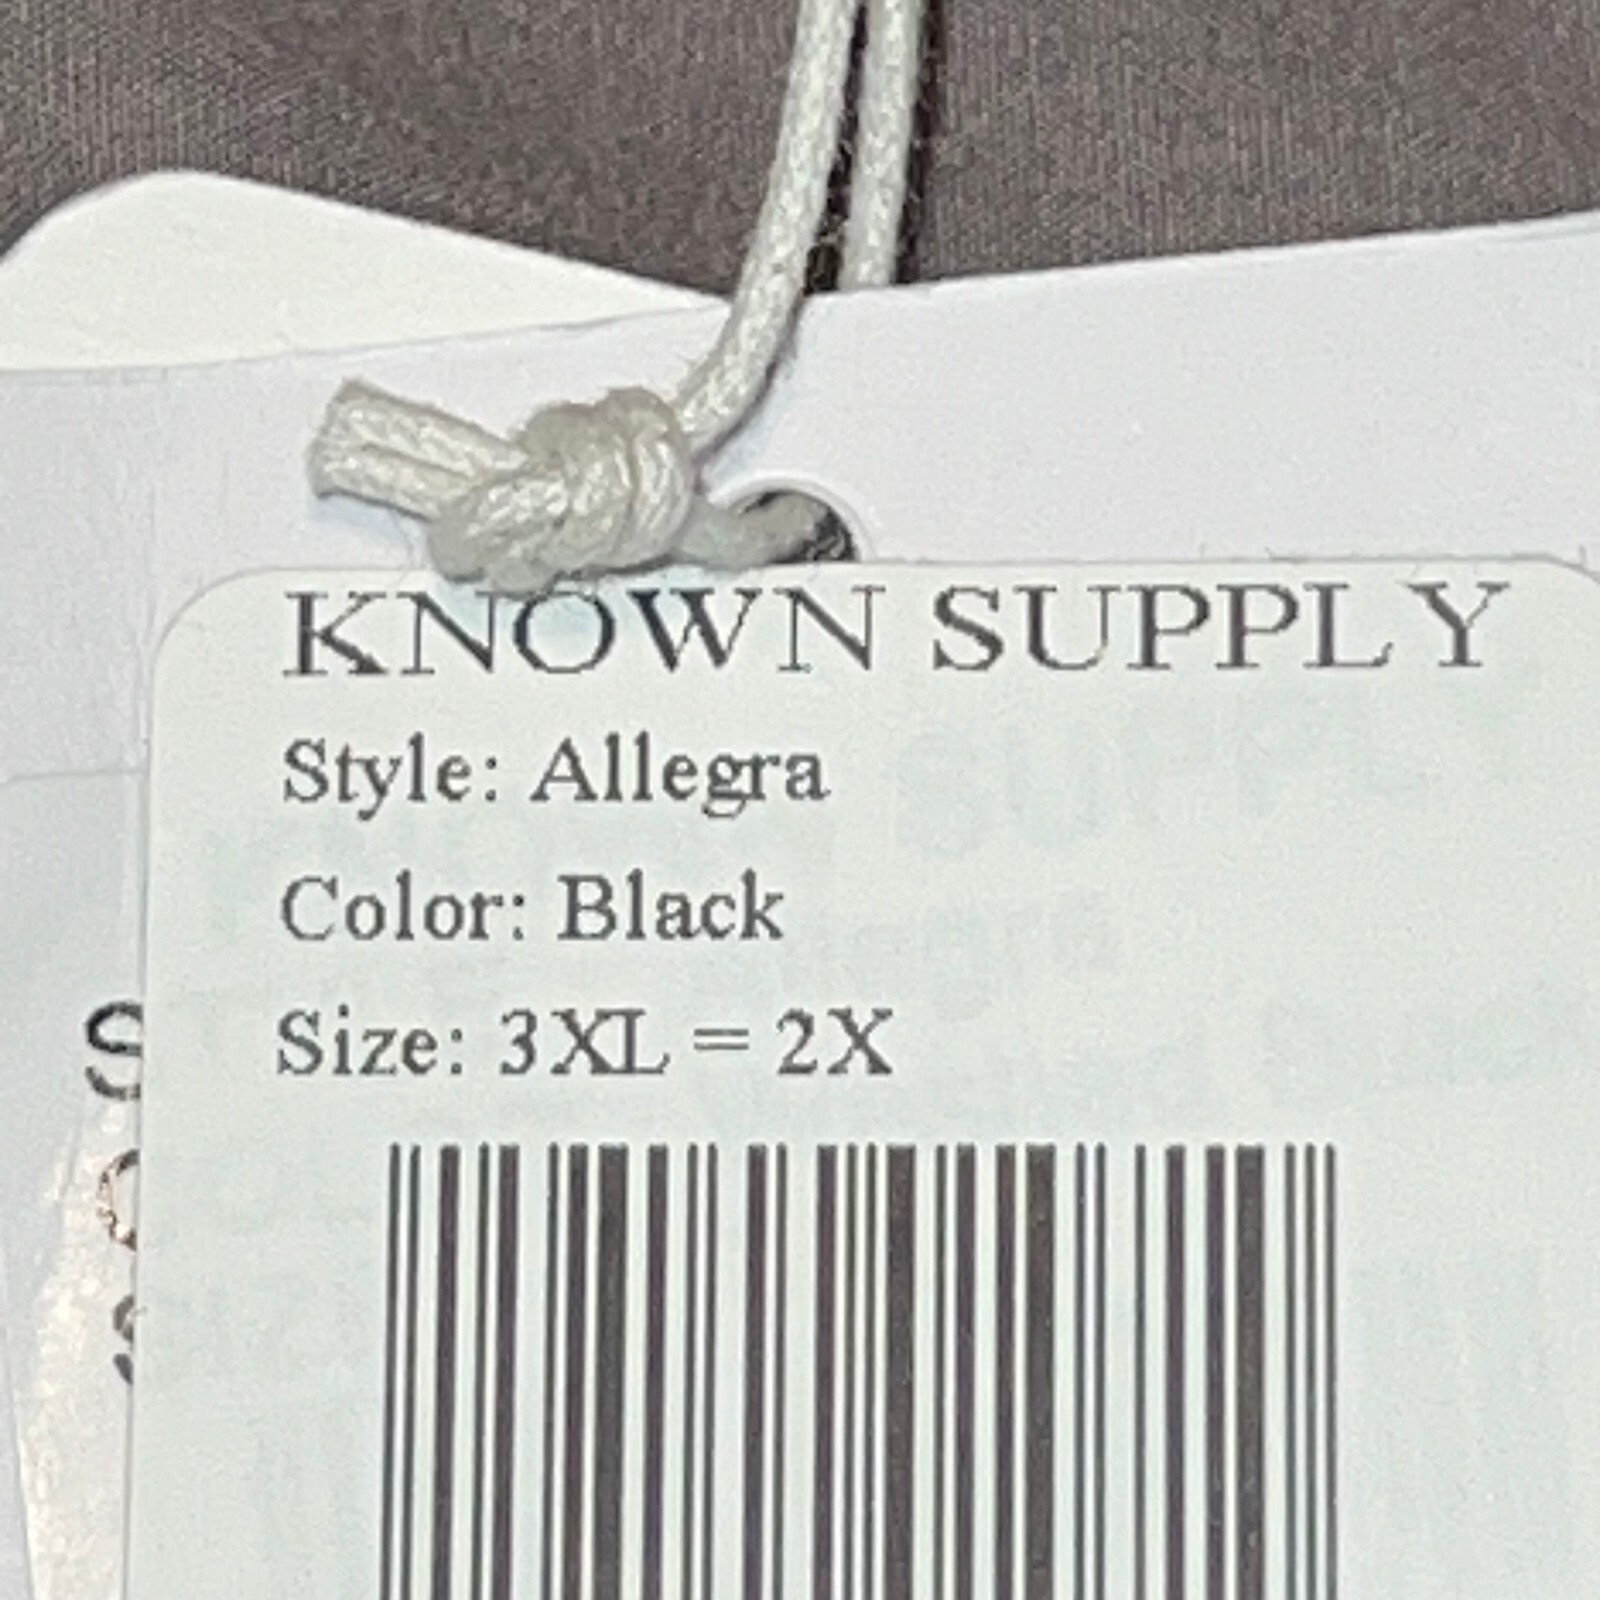 KNOWN SUPPLY
Style: Allegra
Color: Black
Size: 3XL = 2X